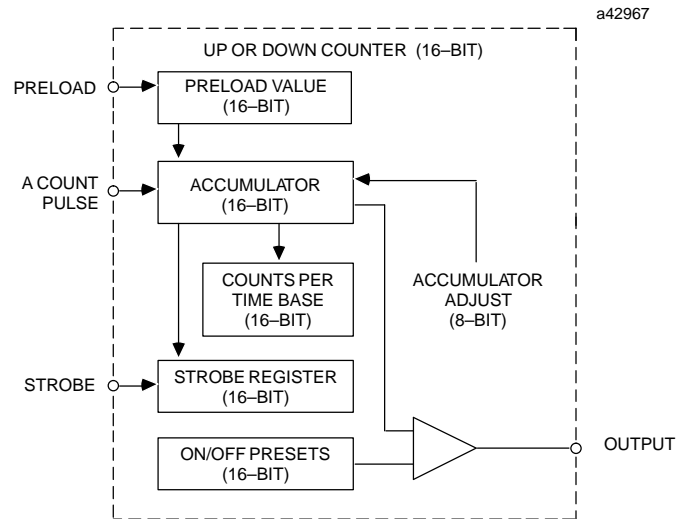 a42967
UP OR DOWN COUNTER (16–BIT)
PRELOAD
PRELOAD VALUE
(16–BIT)
A COUNT
PULSE
ACCUMULATOR
(16–BIT)
COUNTS PER
TIME BASE
(16–BIT)
ACCUMULATOR
ADJUST
(8–BIT)
STROBE
STROBE REGISTER
(16–BIT)
ON/OFF PRESETS
(16–BIT)
OUTPUT